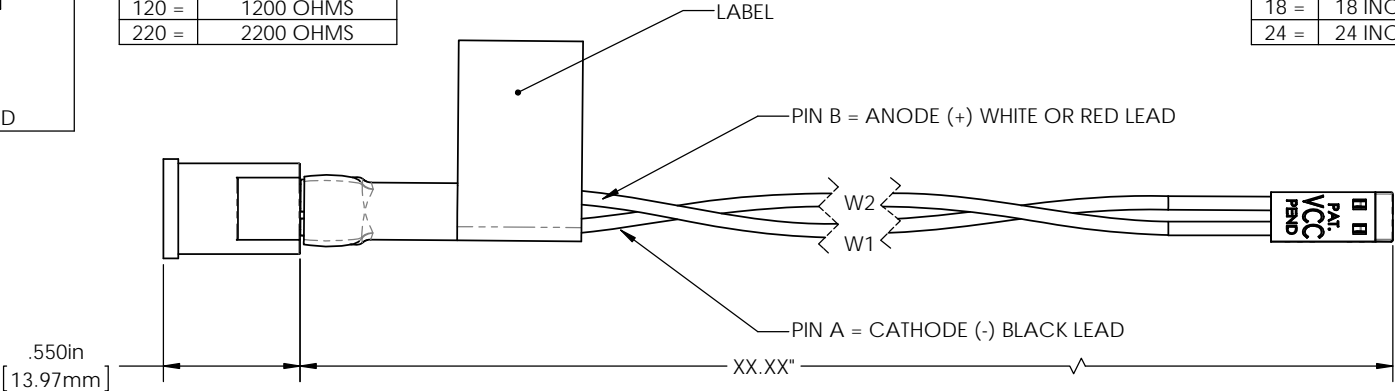 120 = 1200 OHMS
220 = 2200 OHMS
D
LABEL
18 =
24 =
PIN B = ANODE (+) WHITE OR RED LEAD
W2
W1
PAT.
VCC
PEND
PIN A = CATHODE (-) BLACK LEAD
.550in
[13.97mm]
XX.XX"